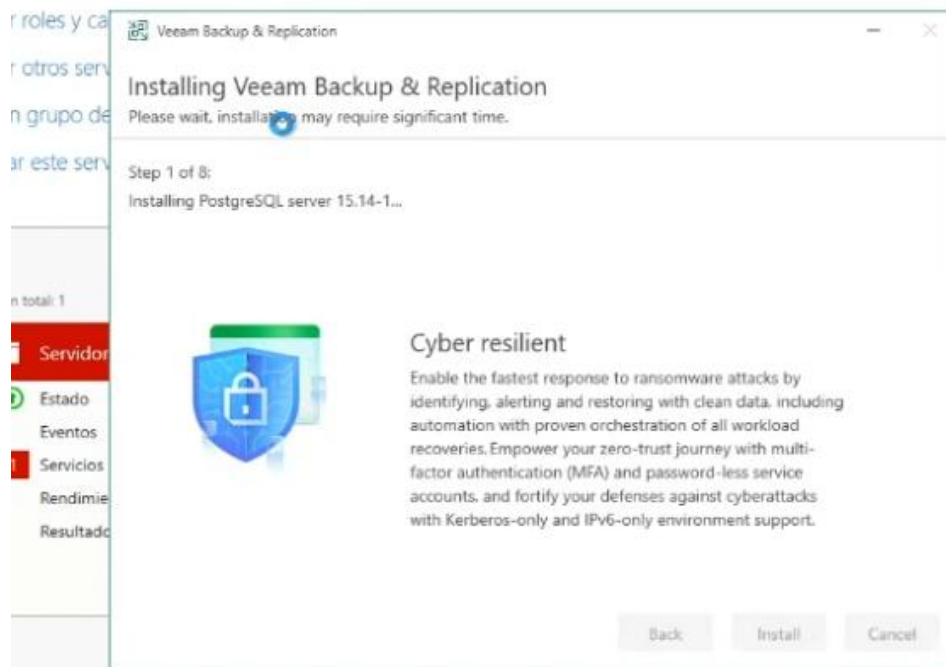 r roles y ca
r otros serv
n grupo de
ar este serv
n total: 1
Servidor
Estado
Eventos
1 Servicios
Rendimie
Resultado
Veeam Backup & Replication
Installing Veeam Backup & Replication
Please wait, installation may require significant time.
Step 1 of 8:
Installing PostgreSQL server 15.14-1...
Cyber resilient
Enable the fastest response to ransomware attacks by
identifying, alerting and restoring with clean data, including
automation with proven orchestration of all workload
recoveries. Empower your zero-trust journey with multi-
factor authentication (MFA) and password-less service
accounts, and fortify your defenses against cyberattacks
with Kerberos-only and IPv6-only environment support.
Back Install Cancel